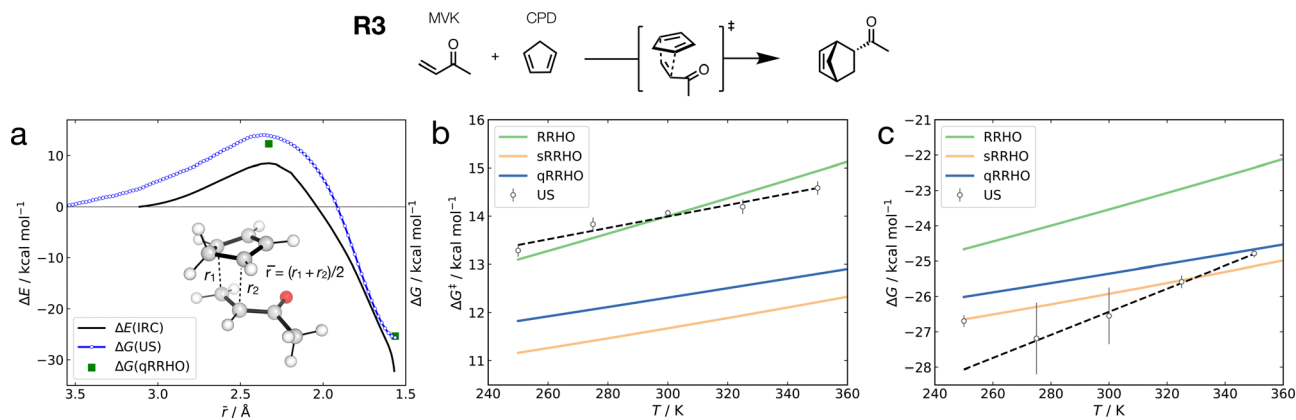 R3
MVK
CPD
O
+
‡
O
O
a
ΔE / kcal mol⁻¹
10
0
−10
−20
−30
3.5
3.0
2.5
2.0
1.5
r̄ / Å
ΔG / kcal mol⁻¹
r₁
r₂
r̄ = (r₁ + r₂)/2
ΔE(IRC)
ΔG(US)
ΔG(qRRHO)
b
ΔG‡ / kcal mol⁻¹
16
15
14
13
12
11
RRHO
sRRHO
qRRHO
US
240
260
280
300
320
340
360
T / K
c
ΔG / kcal mol⁻¹
−21
−22
−23
−24
−25
−26
−27
−28
RRHO
sRRHO
qRRHO
US
240
260
280
300
320
340
360
T / K